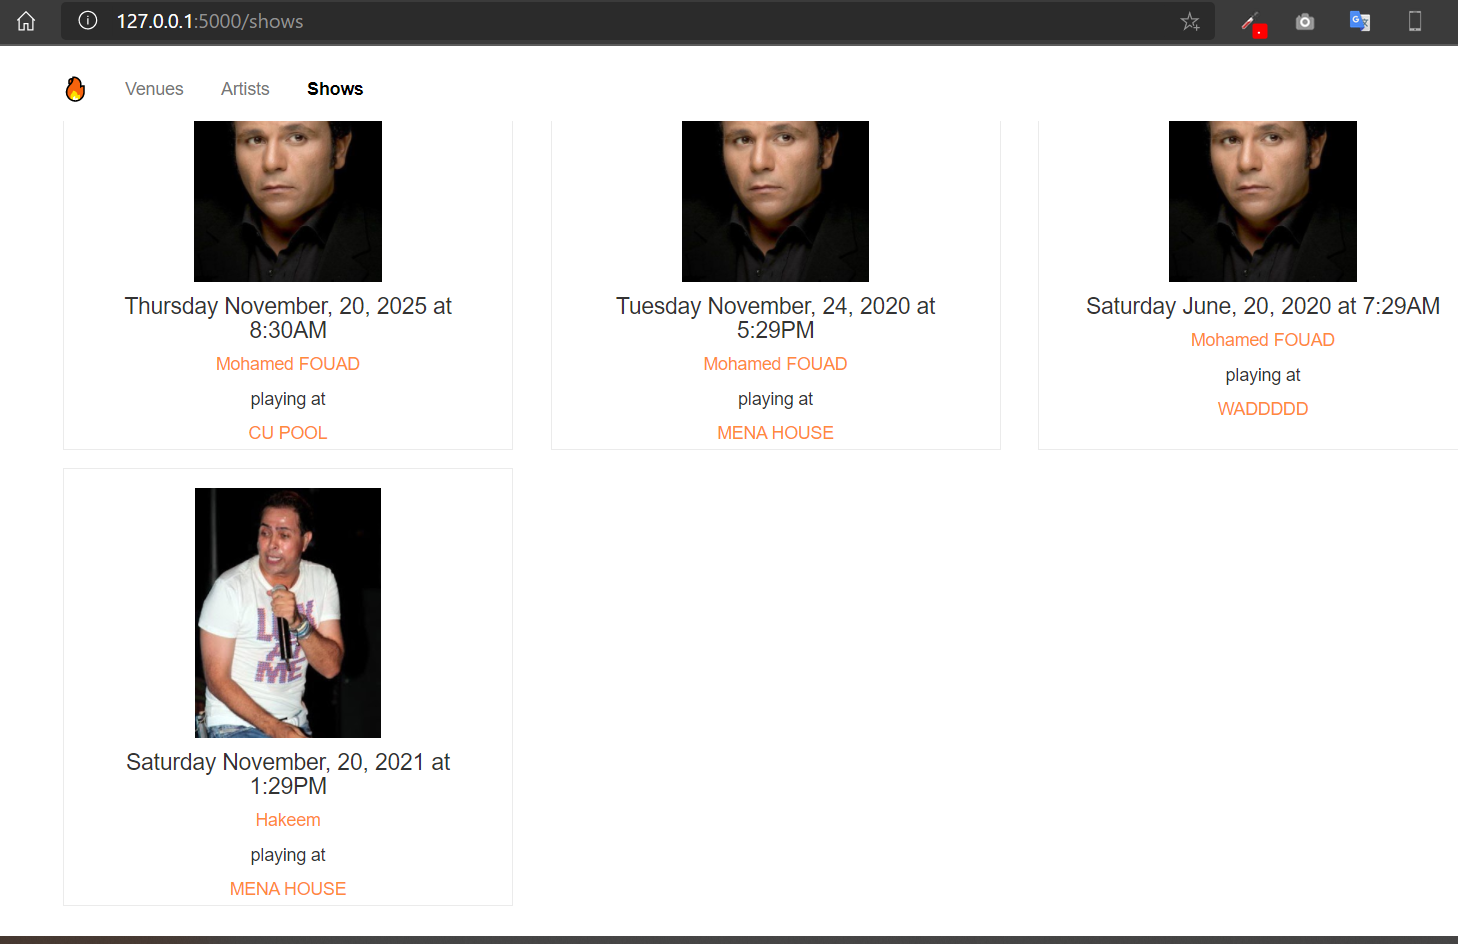 127.0.0.1:5000/shows
Venues
Artists
Shows
Thursday November, 20, 2025 at
8:30AM
Mohamed FOUAD
playing at
CU POOL
Tuesday November, 24, 2020 at
5:29PM
Mohamed FOUAD
playing at
MENA HOUSE
Saturday June, 20, 2020 at 7:29AM
Mohamed FOUAD
playing at
WADDDDD
Saturday November, 20, 2021 at
1:29PM
Hakeem
playing at
MENA HOUSE